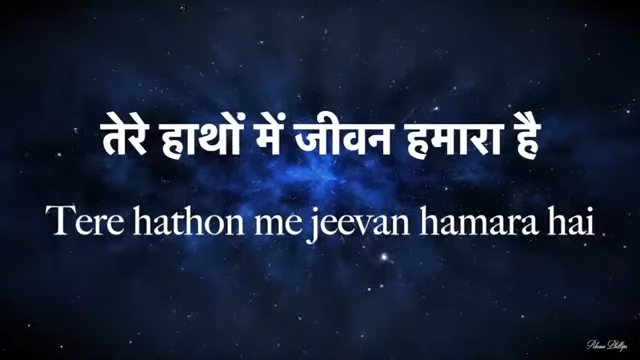 तेरे हाथों में जीवन हमारा है
Tere hathon me jeevan hamara hai